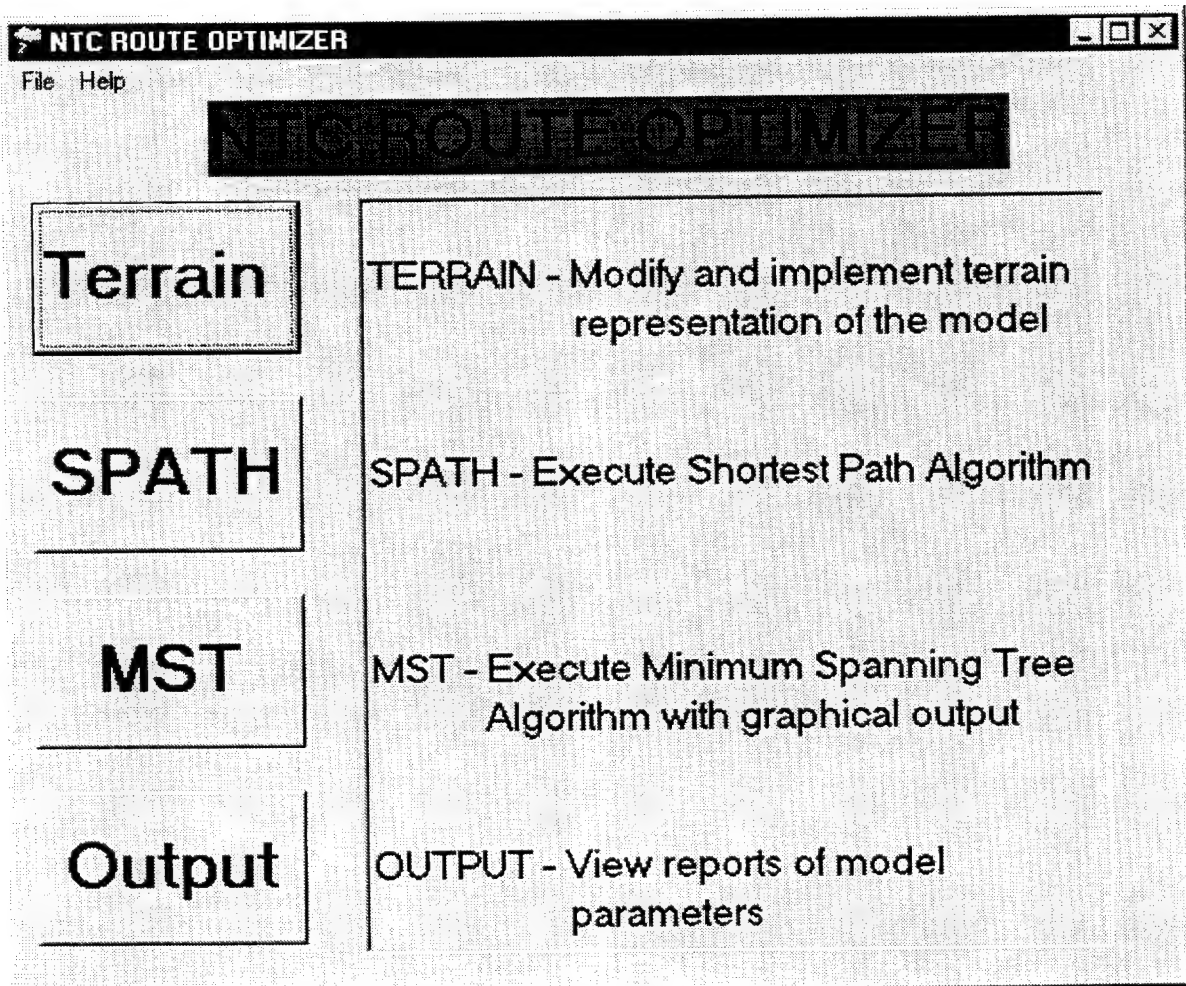 NTC ROUTE OPTIMIZER
File Help
NTC ROUTE OPTIMIZER
Terrain
TERRAIN - Modify and implement terrain
representation of the model
SPATH
SPATH - Execute Shortest Path Algorithm
MST
MST - Execute Minimum Spanning Tree
Algorithm with graphical output
Output
OUTPUT - View reports of model
parameters